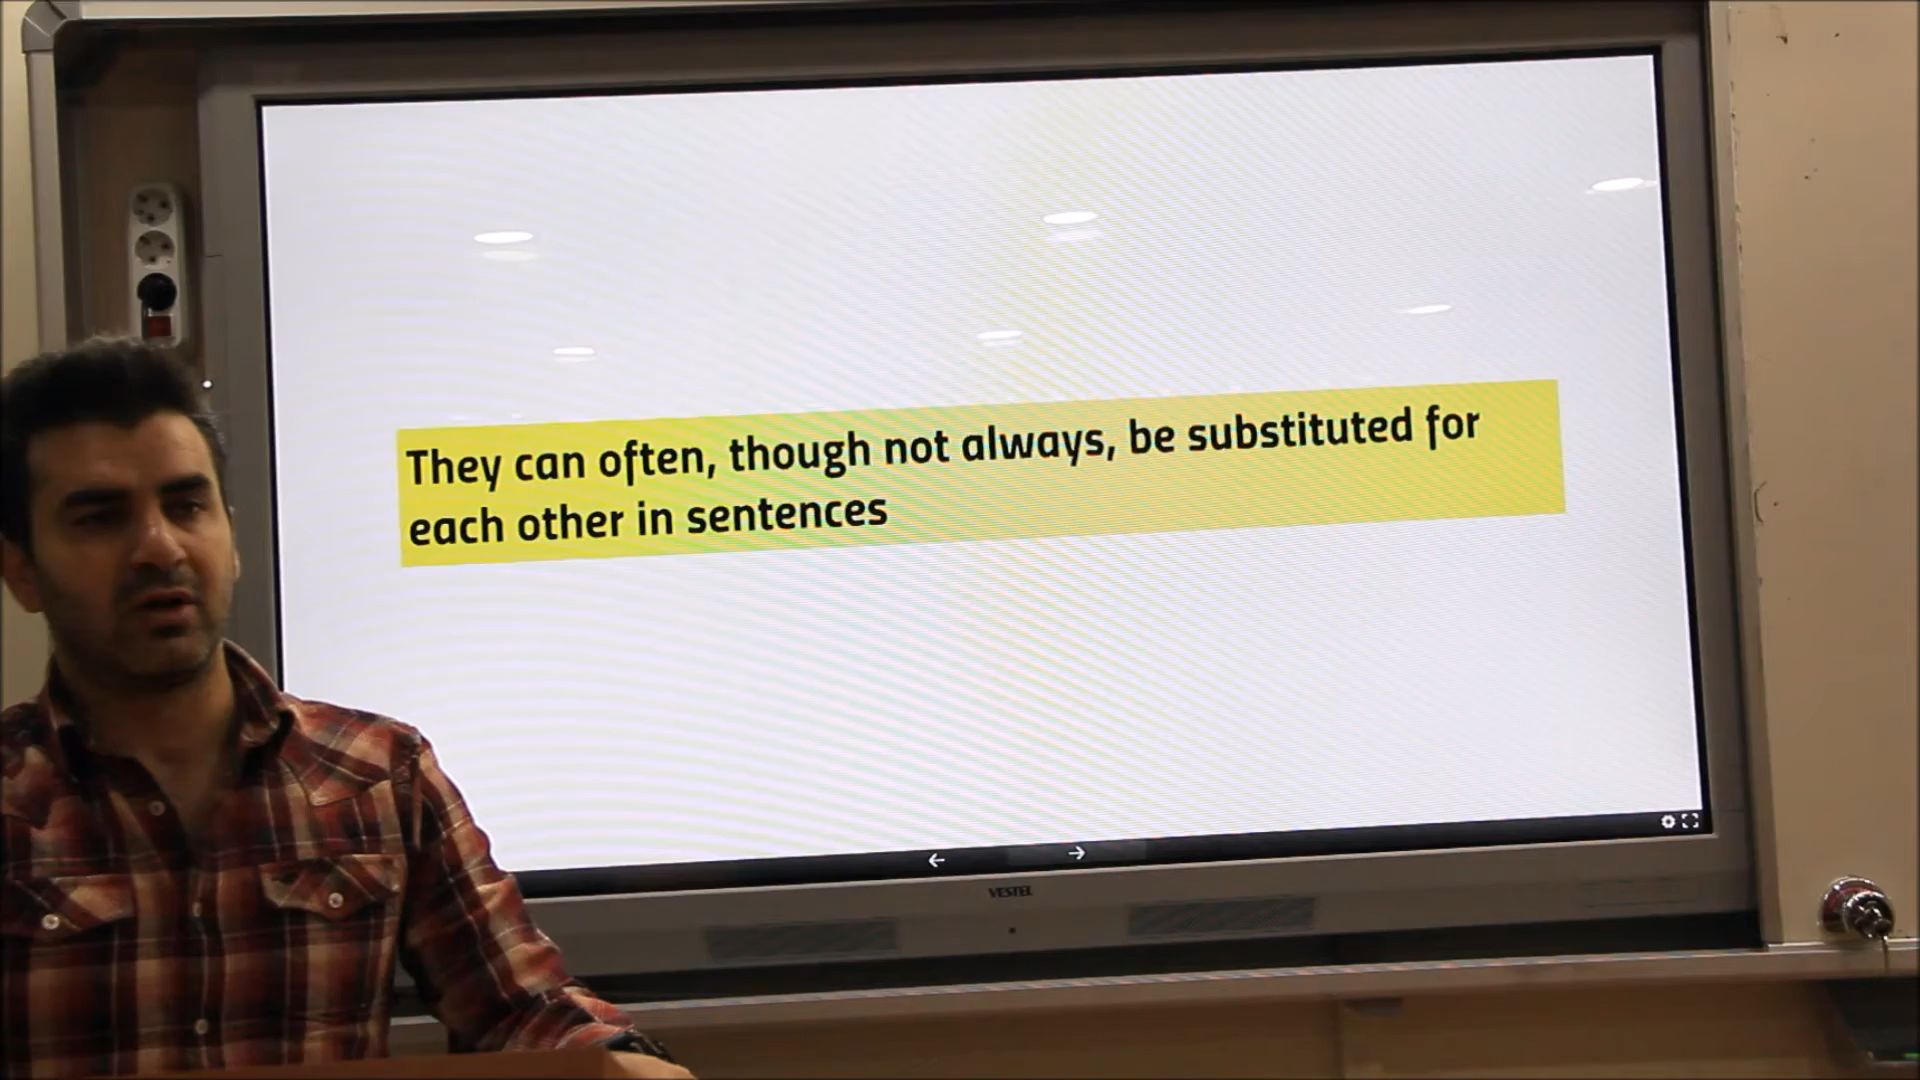 They can often, though not always, be substituted for
each other in sentences
VESTEL